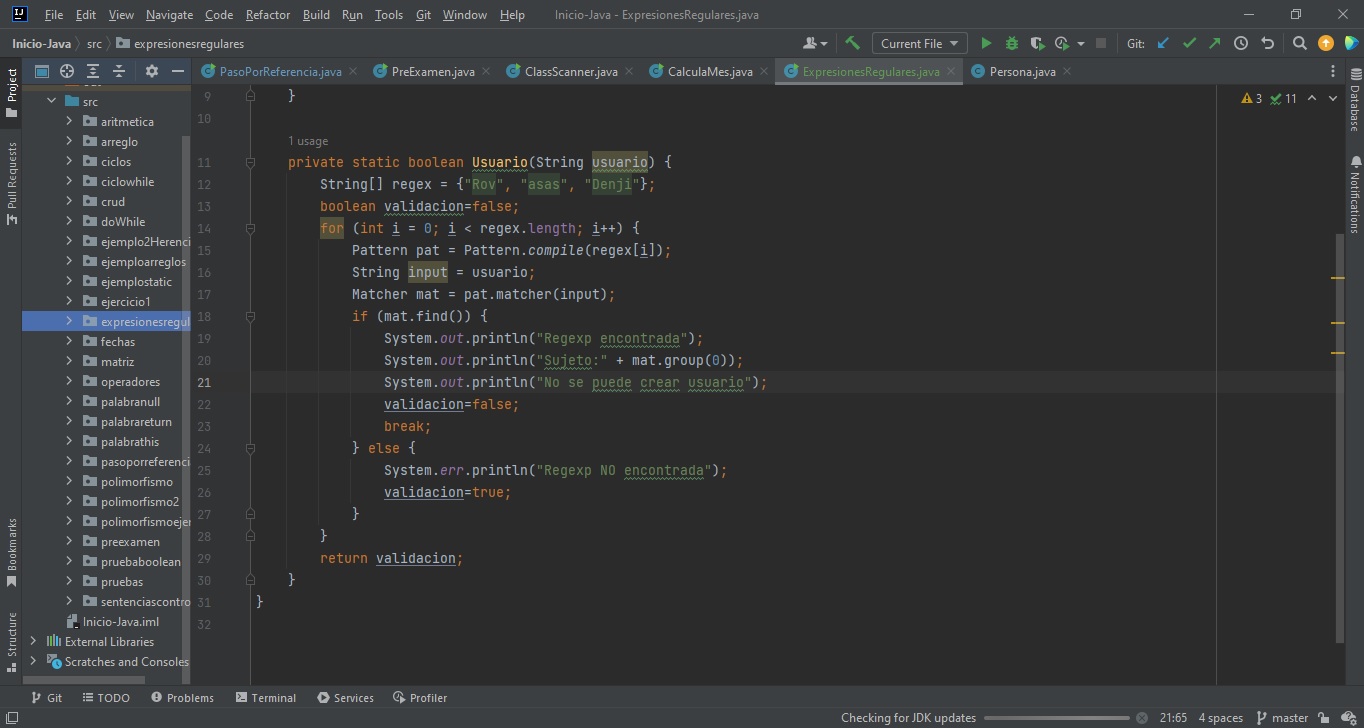 File Edit View Navigate Code Refactor Build Run Tools Git Window Help Inicio-Java - ExpresionesRegulares.java
Inicio-Java src expresionesregulares Current File Git:
PasoPorReferencia.java PreExamen.java ClassScanner.java CalculaMes.java ExpresionesRegulares.java Persona.java
Project
Pull Requests
Bookmarks
Structure
src
aritmetica
arreglo
ciclos
ciclowhile
crud
doWhile
ejemplo2Herenci
ejemploarreglos
ejemplostatic
ejercicio1
expresionesregul
fechas
matriz
operadores
palabranull
palabrareturn
palabrathis
pasoporreferenci
polimorfismo
polimorfismo2
polimorfismoejer
preexamen
pruebaboolean
pruebas
sentenciascontro
Inicio-Java.iml
External Libraries
Scratches and Consoles
3 11
9 }
10
1 usage
11 private static boolean Usuario(String usuario) {
12 String[] regex = {"Rov", "asas", "Denji"};
13 boolean validacion=false;
14 for (int i = 0; i < regex.length; i++) {
15 Pattern pat = Pattern.compile(regex[i]);
16 String input = usuario;
17 Matcher mat = pat.matcher(input);
18 if (mat.find()) {
19 System.out.println("Regexp encontrada");
20 System.out.println("Sujeto:" + mat.group(0));
21 System.out.println("No se puede crear usuario");
22 validacion=false;
23 break;
24 } else {
25 System.err.println("Regexp NO encontrada");
26 validacion=true;
27 }
28 }
29 return validacion;
30 }
31 }
32
Database
Notifications
Git TODO Problems Terminal Services Profiler
Checking for JDK updates 21:65 4 spaces master